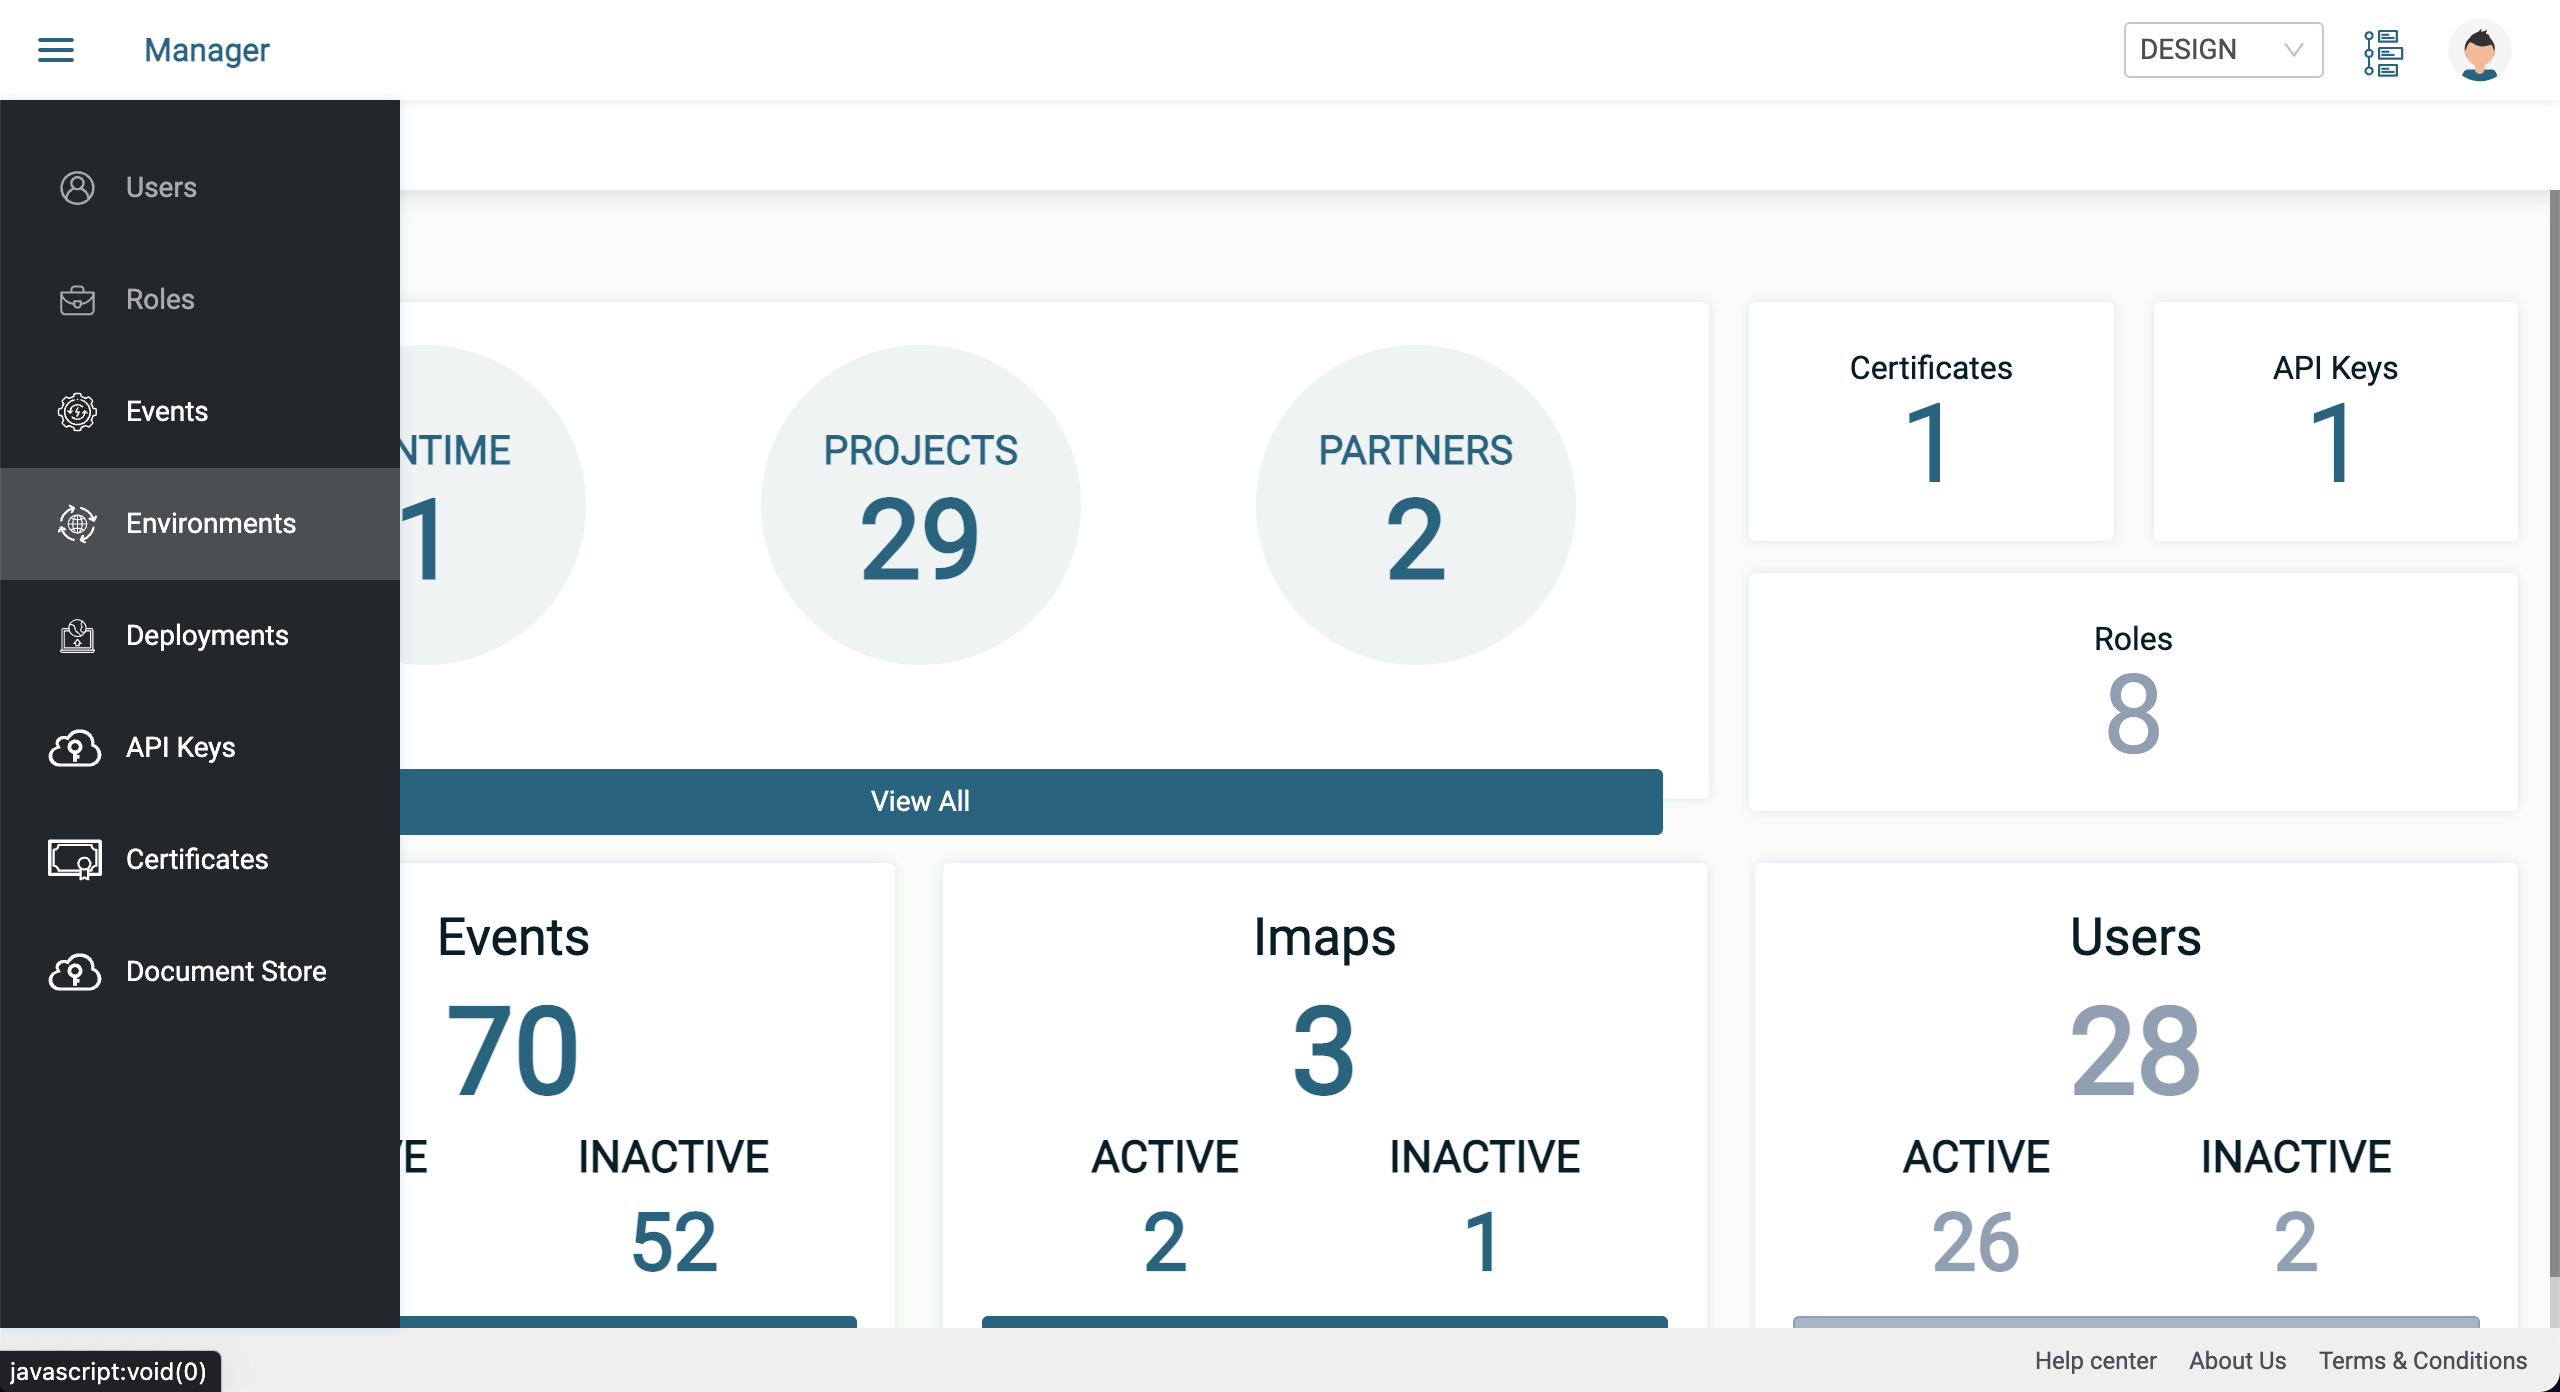 Manager
DESIGN
Users
Roles
Events
Environments
Deployments
API Keys
Certificates
Document Store
NTIME
1
PROJECTS
29
PARTNERS
2
View All
Certificates
1
API Keys
1
Roles
8
Events
70
VE
INACTIVE
52
Imaps
3
ACTIVE
2
INACTIVE
1
Users
28
ACTIVE
26
INACTIVE
2
javascript:void(0)
Help center
About Us
Terms & Conditions